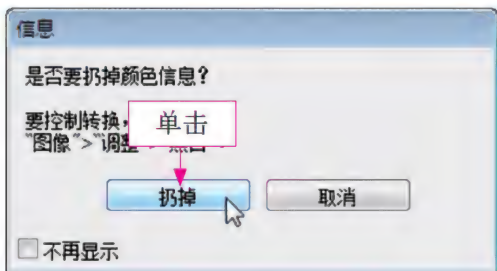 信息
是否要扔掉颜色信息？
要控制转换，
单击
"图像">"调整
扔掉
取消
不再显示